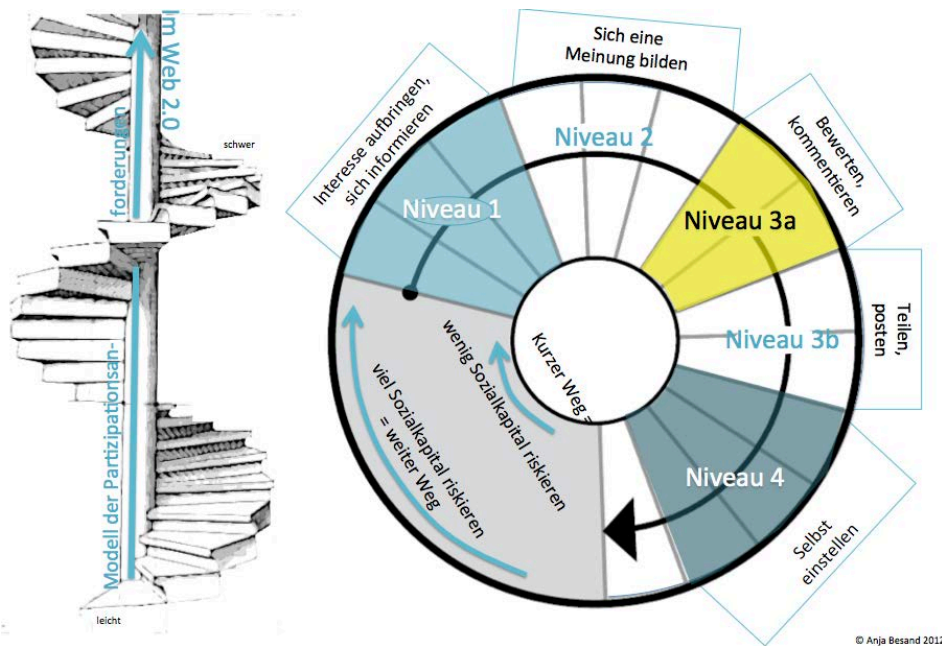 Modell der Partizipationsan-
forderungen
Im Web 2.0
schwer
leicht
Interesse aufbringen,
sich informieren
Sich eine
Meinung bilden
Bewerten,
kommentieren
Teilen,
posten
Selbst
einstellen
Niveau 1
Niveau 2
Niveau 3a
Niveau 3b
Niveau 4
Kurzer Weg =
wenig Sozialkapital riskieren
viel Sozialkapital riskieren
= weiter Weg
© Anja Besand 2012